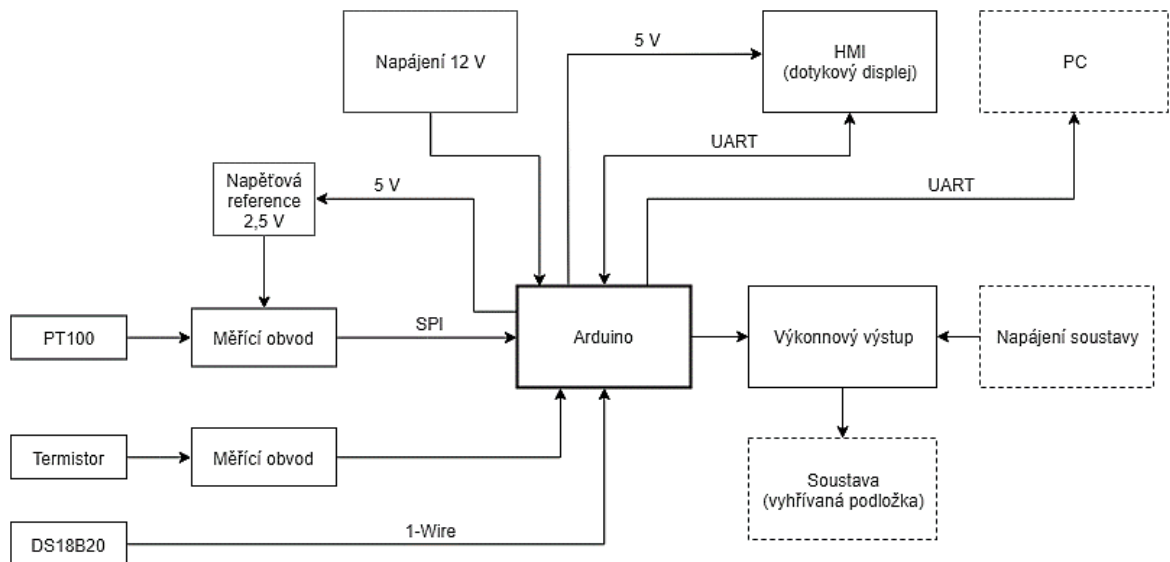 Napájení 12 V
5 V
HMI
(dotykový displej)
PC
UART
UART
Napěťová
reference
2,5 V
5 V
PT100
Měřící obvod
SPI
Arduino
Výkonnový výstup
Napájení soustavy
Termistor
Měřící obvod
Soustava
(vyhřívaná podložka)
DS18B20
1-Wire